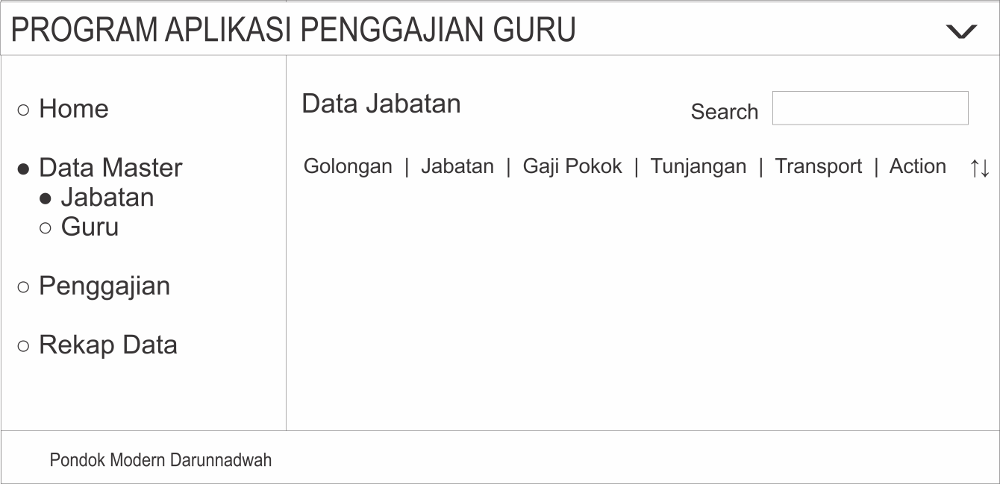 PROGRAM APLIKASI PENGGAJIAN GURU
○ Home
● Data Master
● Jabatan
○ Guru
○ Penggajian
○ Rekap Data
Data Jabatan
Search
Golongan | Jabatan | Gaji Pokok | Tunjangan | Transport | Action ↑↓
Pondok Modern Darunnadwah